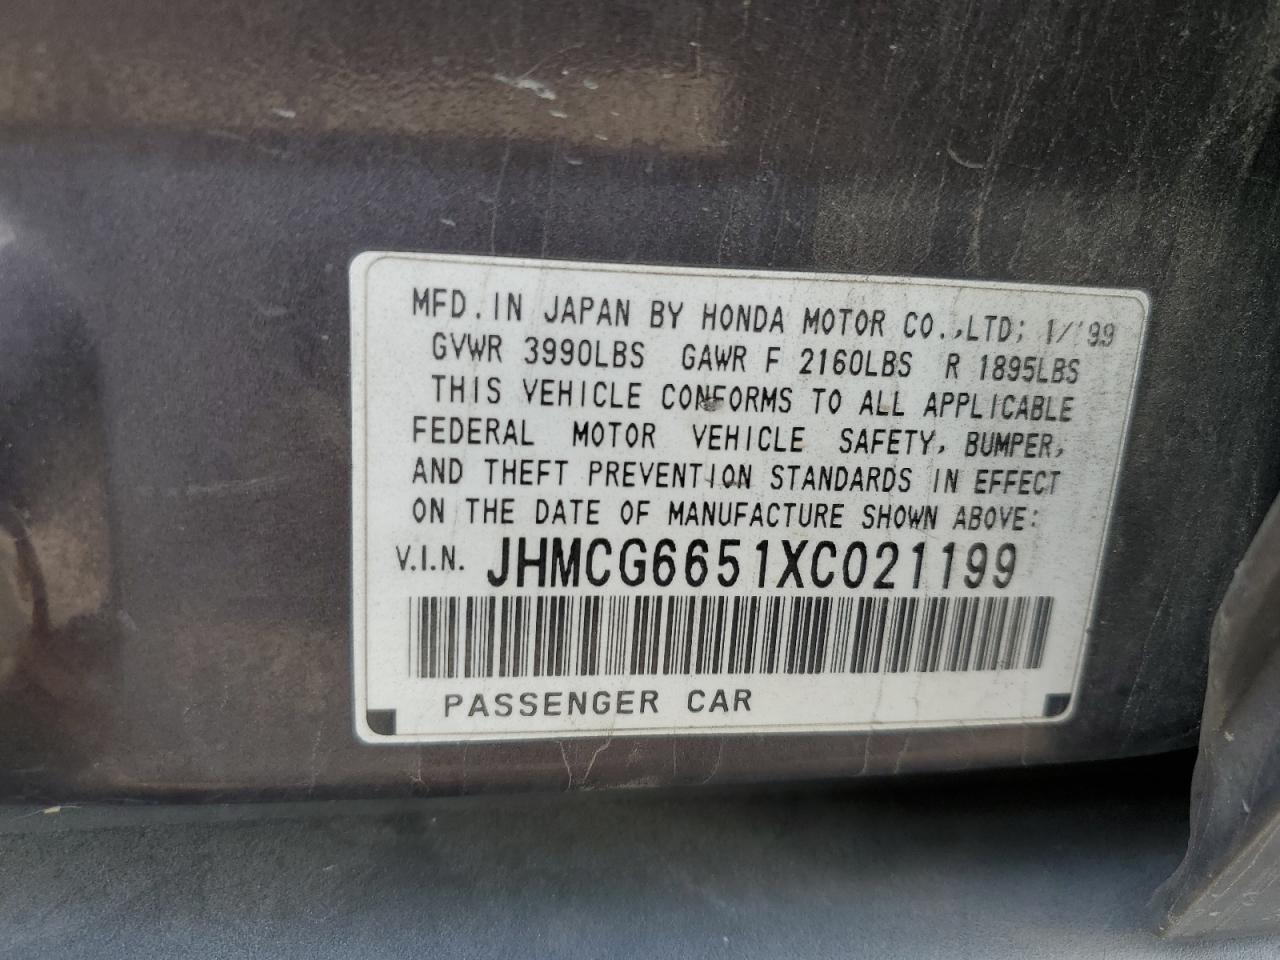 MFD. IN JAPAN BY HONDA MOTOR CO.,LTD; 1/'99
GVWR 3990LBS GAWR F 2160LBS R 1895LBS
THIS VEHICLE CONFORMS TO ALL APPLICABLE
FEDERAL MOTOR VEHICLE SAFETY, BUMPER,
AND THEFT PREVENTION STANDARDS IN EFFECT
ON THE DATE OF MANUFACTURE SHOWN ABOVE:
V.I.N. JHMCG6651XC021199
PASSENGER CAR